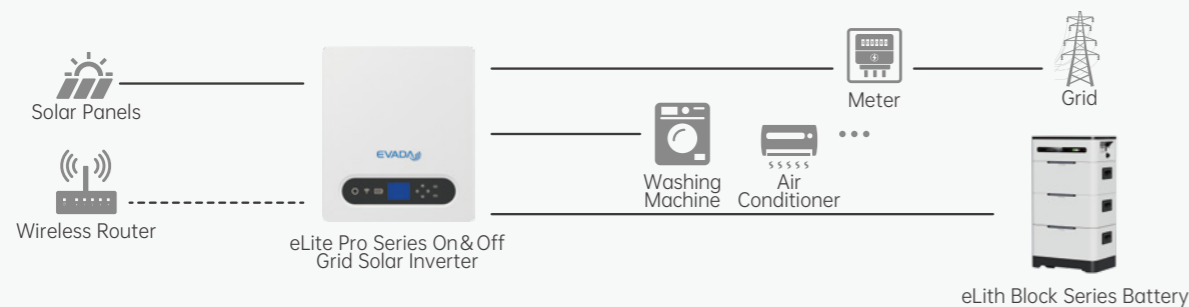 Solar Panels
Wireless Router
EVADA
eLite Pro Series On&Off
Grid Solar Inverter
Washing
Machine
Air
Conditioner
Meter
Grid
eLith Block Series Battery